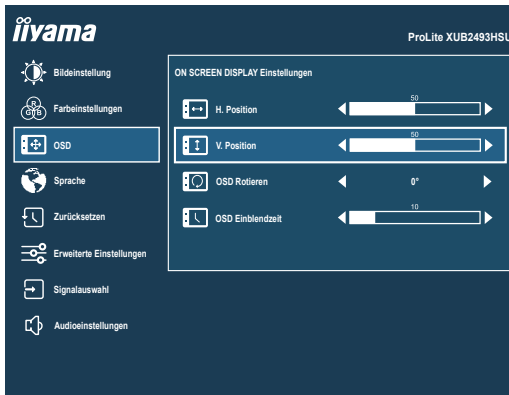 iiyama
ProLite XUB2493HSU
Bildeinstellung
Farbeinstellungen
R
G B
OSD
Sprache
Zurücksetzen
Erweiterte Einstellungen
Signalauswahl
Audioeinstellungen
ON SCREEN DISPLAY Einstellungen
H. Position
50
V. Position
50
OSD Rotieren
0°
OSD Einblendzeit
10